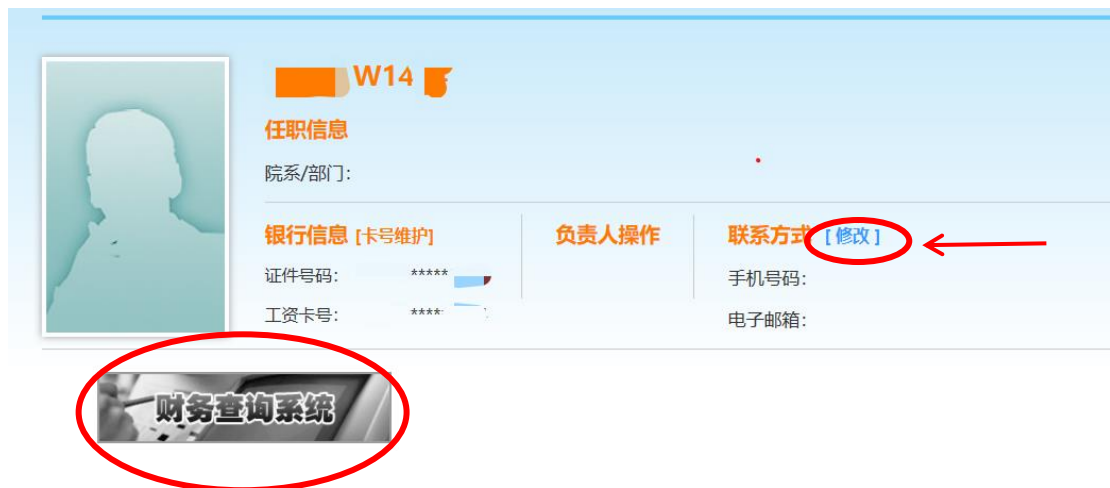 W14
任职信息
院系/部门:
银行信息 [卡号维护]
证件号码: *****
工资卡号: ****
负责人操作
联系方式 [修改]
手机号码:
电子邮箱:
财务查询系统